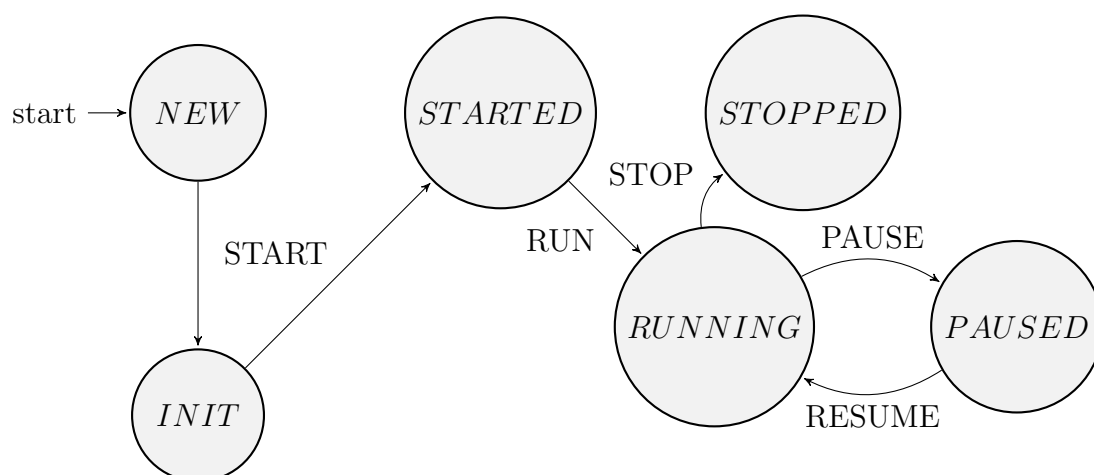 start
NEW
STARTED
STOPPED
STOP
START
RUN
PAUSE
RUNNING
PAUSED
INIT
RESUME